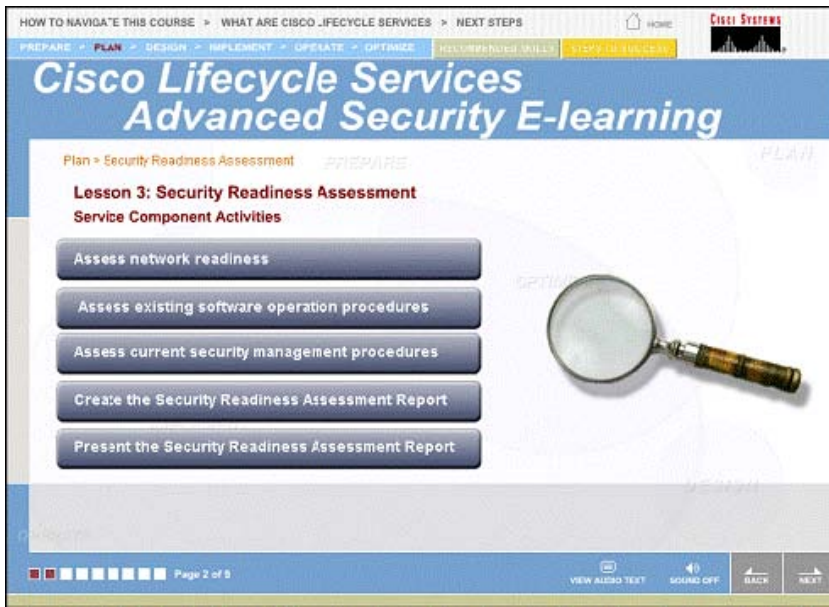 HOW TO NAVIGATE THIS COURSE > WHAT ARE CISCO LIFECYCLE SERVICES > NEXT STEPS
HOME
CISCO SYSTEMS
PREPARE PLAN DESIGN IMPLEMENT OPERATE OPTIMIZE RECOMMENDED SKILLS STEPS TO SUCCESS
Cisco Lifecycle Services
Advanced Security E-learning
Plan > Security Readiness Assessment
PREPARE
PLAN
Lesson 3: Security Readiness Assessment
Service Component Activities
Assess network readiness
Assess existing software operation procedures
Assess current security management procedures
Create the Security Readiness Assessment Report
Present the Security Readiness Assessment Report
DESIGN
Page 2 of 9
VIEW AUDIO TEXT
SOUND OFF
BACK
NEXT